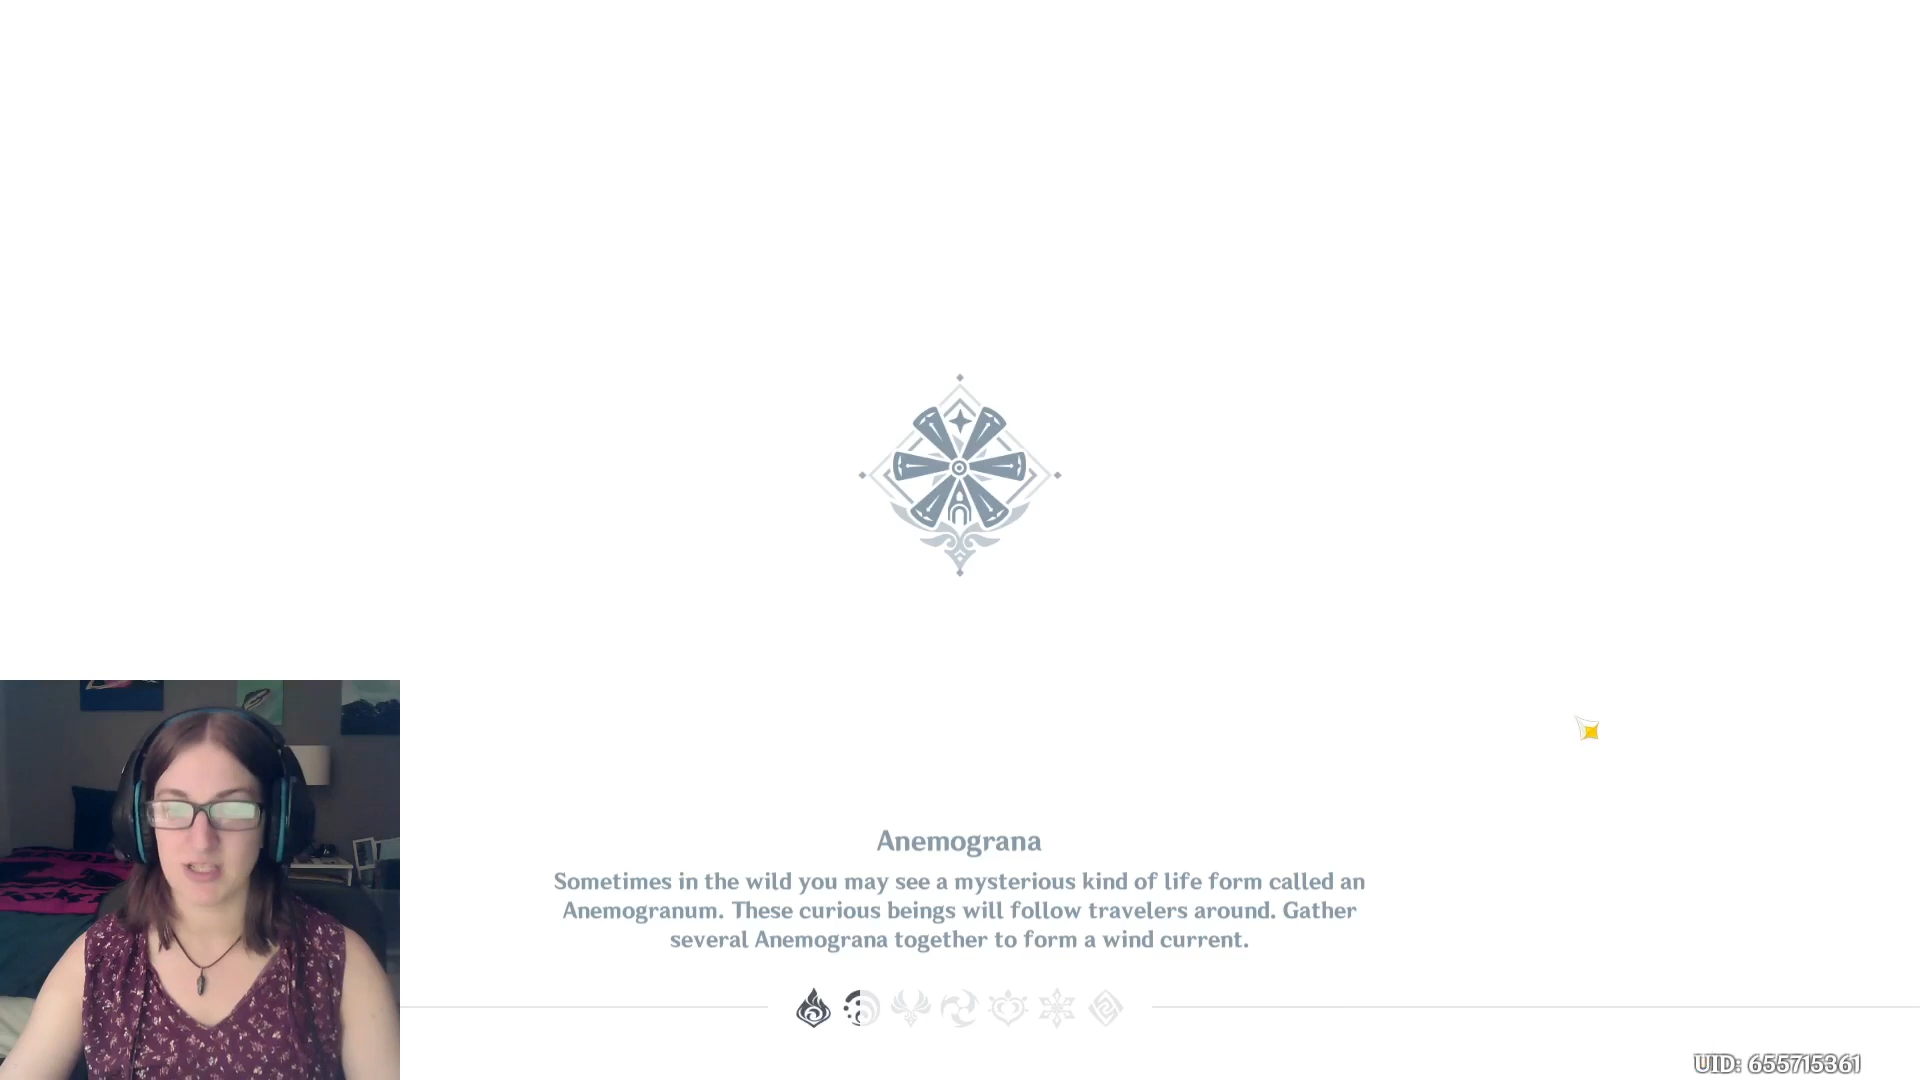 Anemograna
Sometimes in the wild you may see a mysterious kind of life form called an
Anemogranum. These curious beings will follow travelers around. Gather
several Anemograna together to form a wind current.
UID: 655715361